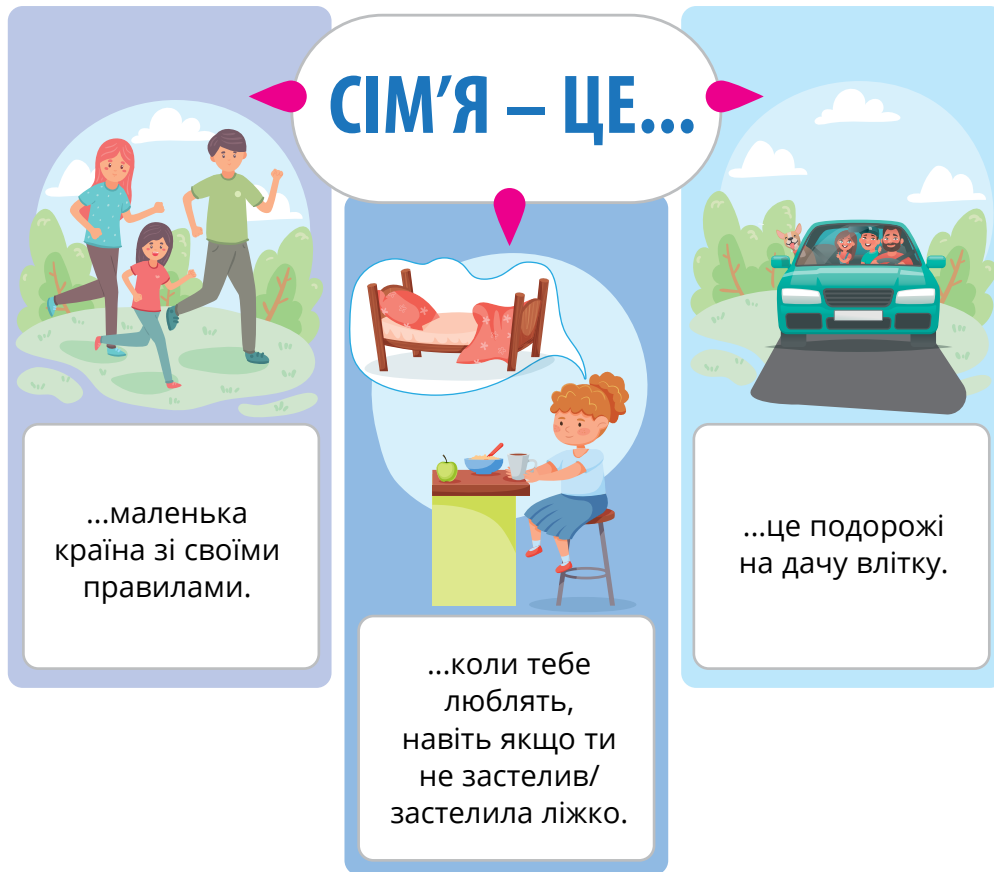 СІМ’Я – ЦЕ...
...маленька
країна зі своїми
правилами.
...коли тебе
люблять,
навіть якщо ти
не застелив/
застелила ліжко.
...це подорожі
на дачу влітку.